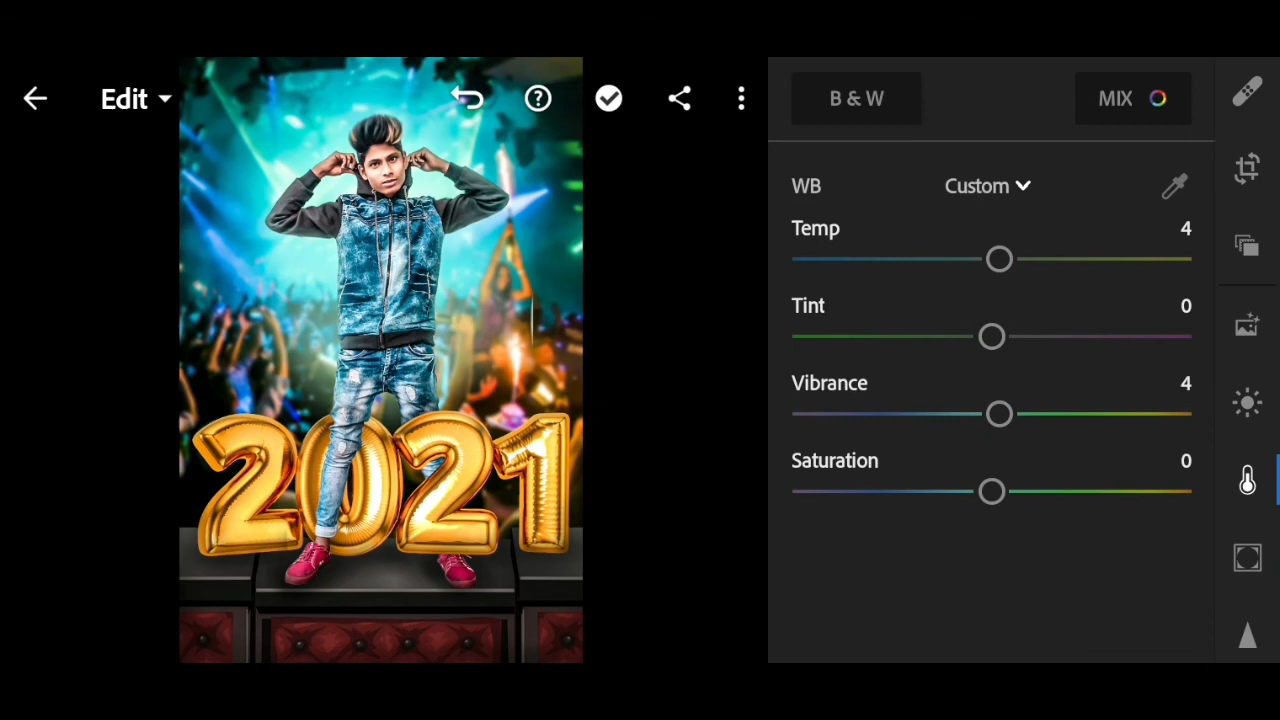 Edit
B & W
MIX
WB
Custom
Temp
4
Tint
0
Vibrance
4
Saturation
0
2021